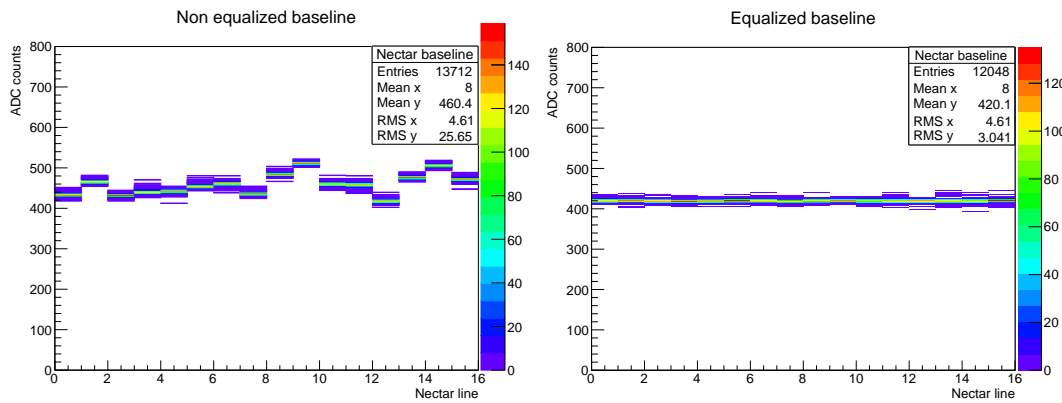 Non equalized baseline
ADC counts
800
700
600
500
400
300
200
100
0
0 2 4 6 8 10 12 14 16
Nectar line
Nectar baseline
Entries 13712
Mean x 8
Mean y 460.4
RMS x 4.61
RMS y 25.65
140
120
100
80
60
40
20
0
Equalized baseline
ADC counts
800
700
600
500
400
300
200
100
0
0 2 4 6 8 10 12 14 16
Nectar line
Nectar baseline
Entries 12048
Mean x 8
Mean y 420.1
RMS x 4.61
RMS y 3.041
120
100
80
60
40
20
0